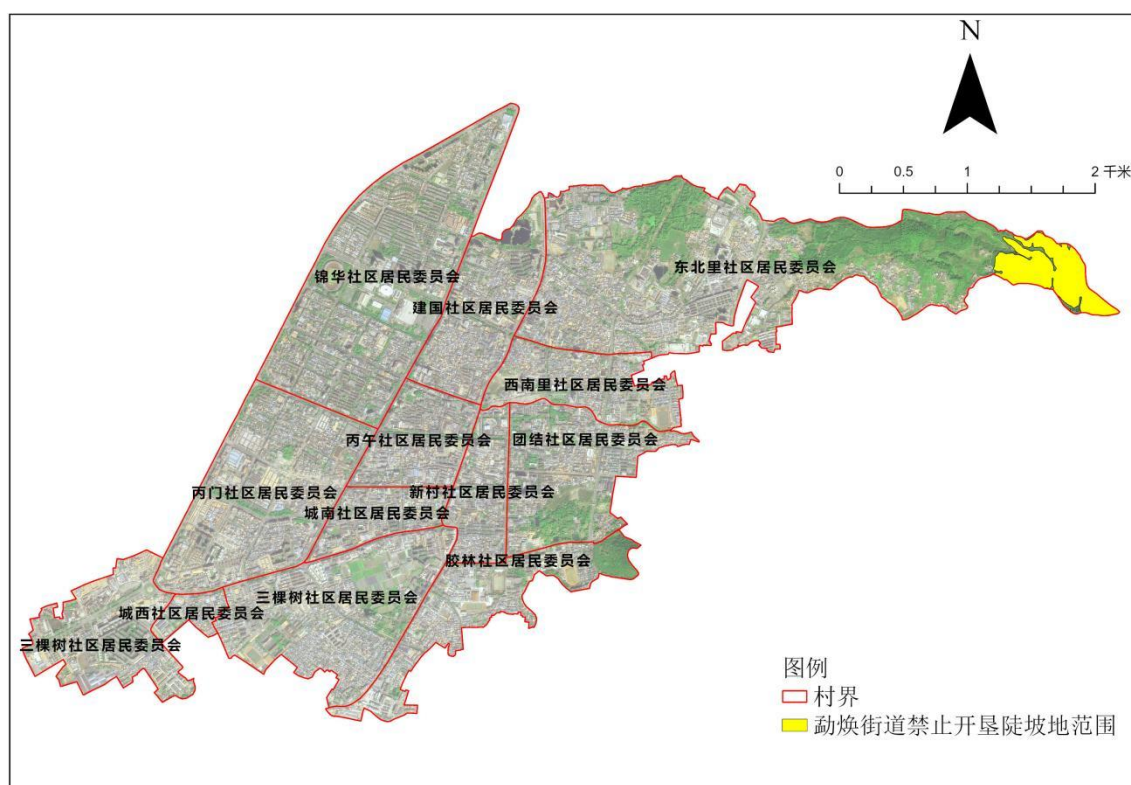 N
0 0.5 1 2 千米
东北里社区居民委员会
锦华社区居民委员会
建国社区居民委员会
西南里社区居民委员会
丙午社区居民委员会
团结社区居民委员会
丙门社区居民委员会
新村社区居民委员会
城南社区居民委员会
胶林社区居民委员会
三棵树社区居民委员会
城西社区居民委员会
三棵树社区居民委员会
图例
村界
勐焕街道禁止开垦陡坡地范围